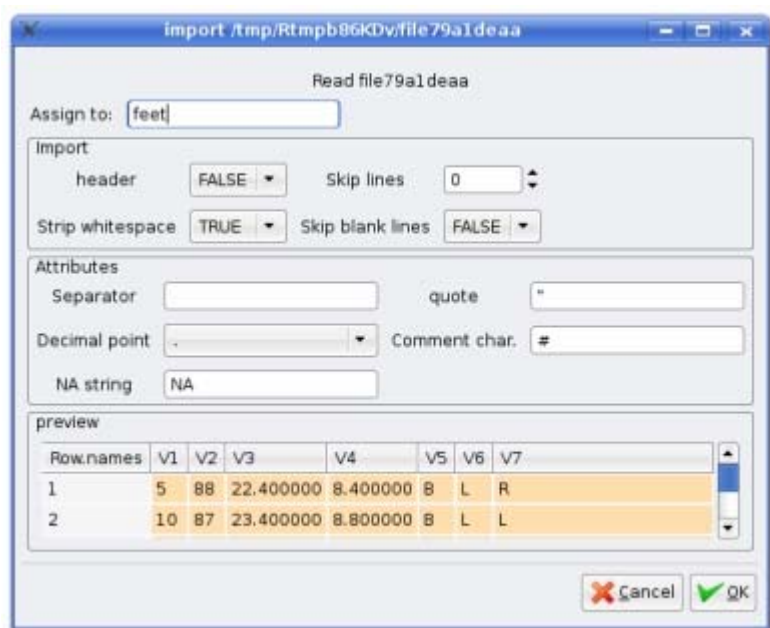 import /tmp/Rtmpb86KDv/file79a1deaa
Read file79a1deaa
Assign to: feet
Import
header FALSE Skip lines 0
Strip whitespace TRUE Skip blank lines FALSE
Attributes
Separator quote "
Decimal point . Comment char. #
NA string NA
preview
Row.names V1 V2 V3 V4 V5 V6 V7
1 5 88 22.400000 8.400000 B L R
2 10 87 23.400000 8.800000 B L L
Cancel OK